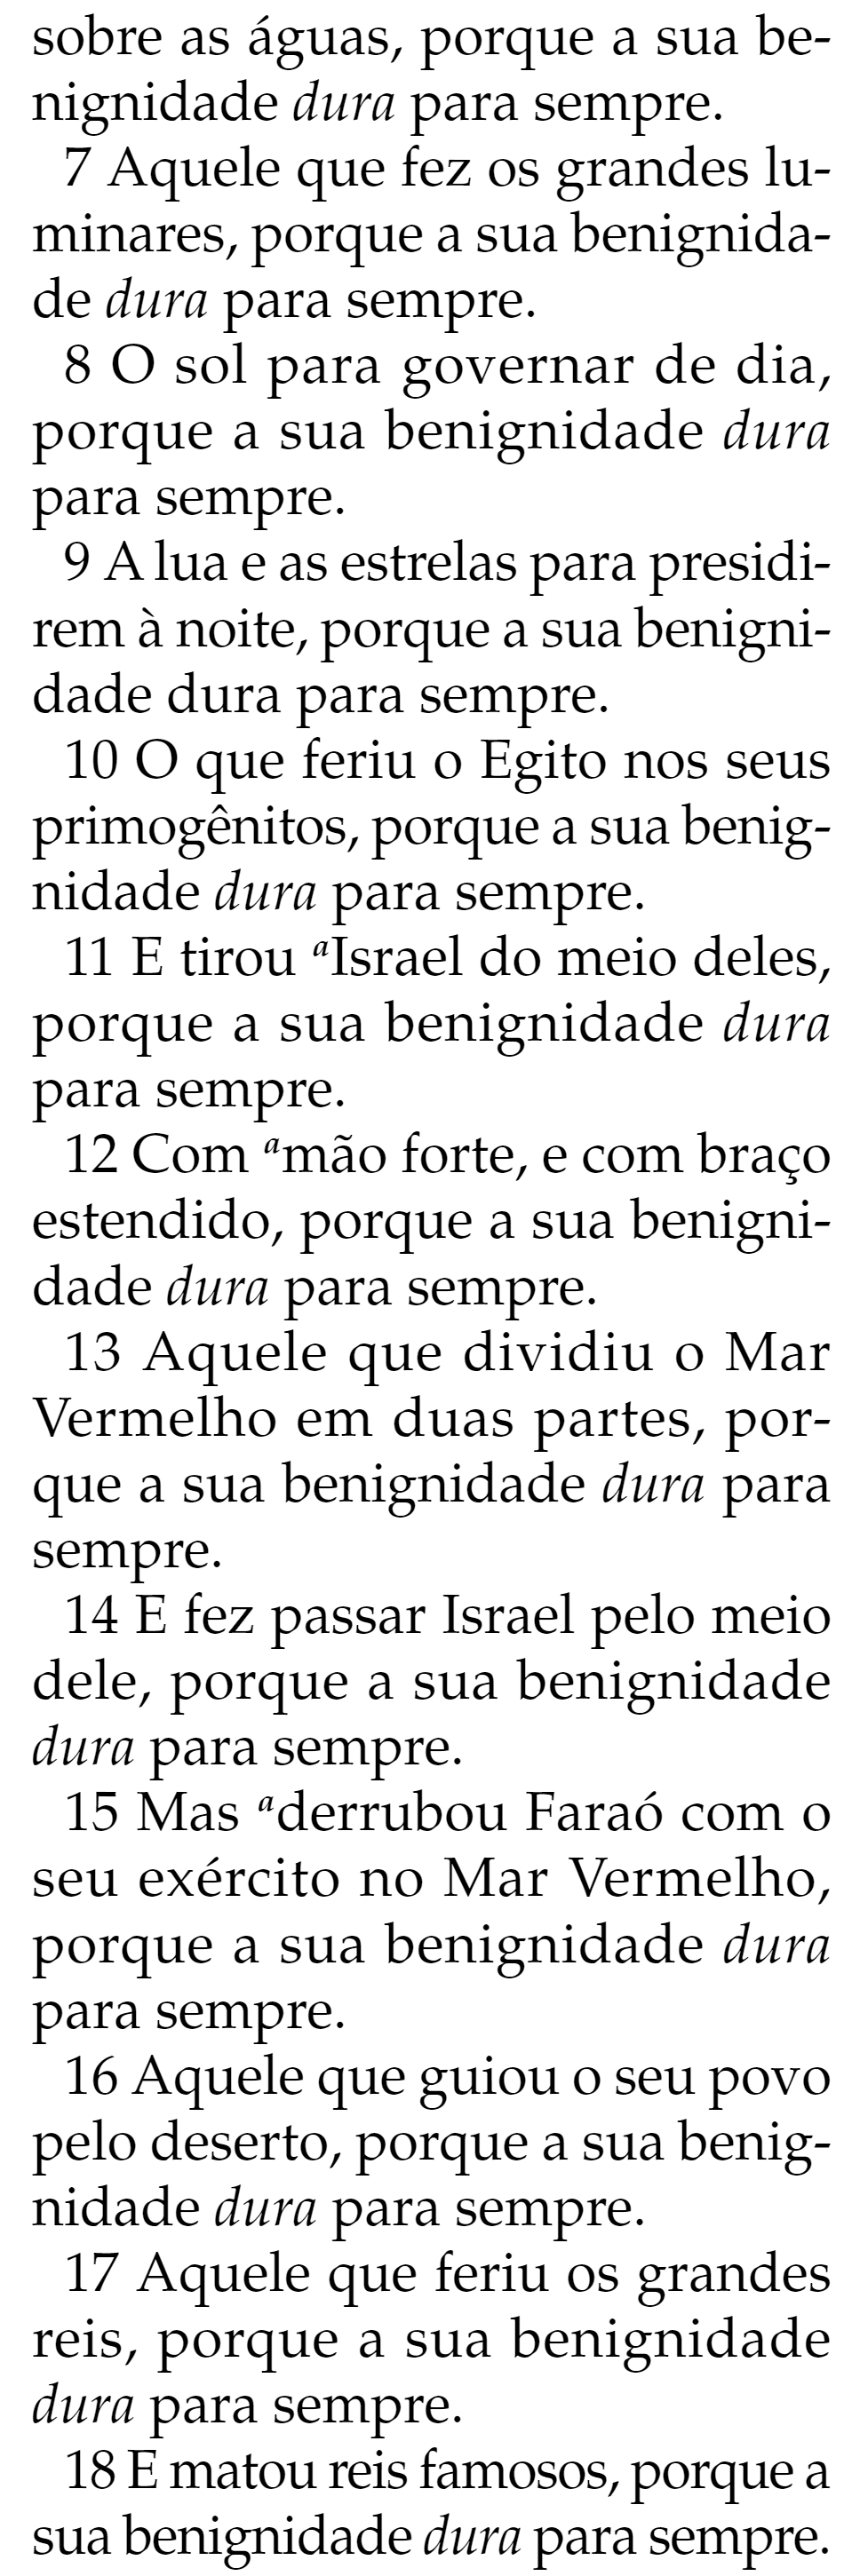 sobre as águas, porque a sua be-
nignidade dura para sempre.
7 Aquele que fez os grandes lu-
minares, porque a sua benignida-
de dura para sempre.
8 O sol para governar de dia,
porque a sua benignidade dura
para sempre.
9 A lua e as estrelas para presidi-
rem à noite, porque a sua benigni-
dade dura para sempre.
10 O que feriu o Egito nos seus
primogênitos, porque a sua benig-
nidade dura para sempre.
11 E tirou aIsrael do meio deles,
porque a sua benignidade dura
para sempre.
12 Com amão forte, e com braço
estendido, porque a sua benigni-
dade dura para sempre.
13 Aquele que dividiu o Mar
Vermelho em duas partes, por-
que a sua benignidade dura para
sempre.
14 E fez passar Israel pelo meio
dele, porque a sua benignidade
dura para sempre.
15 Mas aderrubou Faraó com o
seu exército no Mar Vermelho,
porque a sua benignidade dura
para sempre.
16 Aquele que guiou o seu povo
pelo deserto, porque a sua benig-
nidade dura para sempre.
17 Aquele que feriu os grandes
reis, porque a sua benignidade
dura para sempre.
18 E matou reis famosos, porque a
sua benignidade dura para sempre.